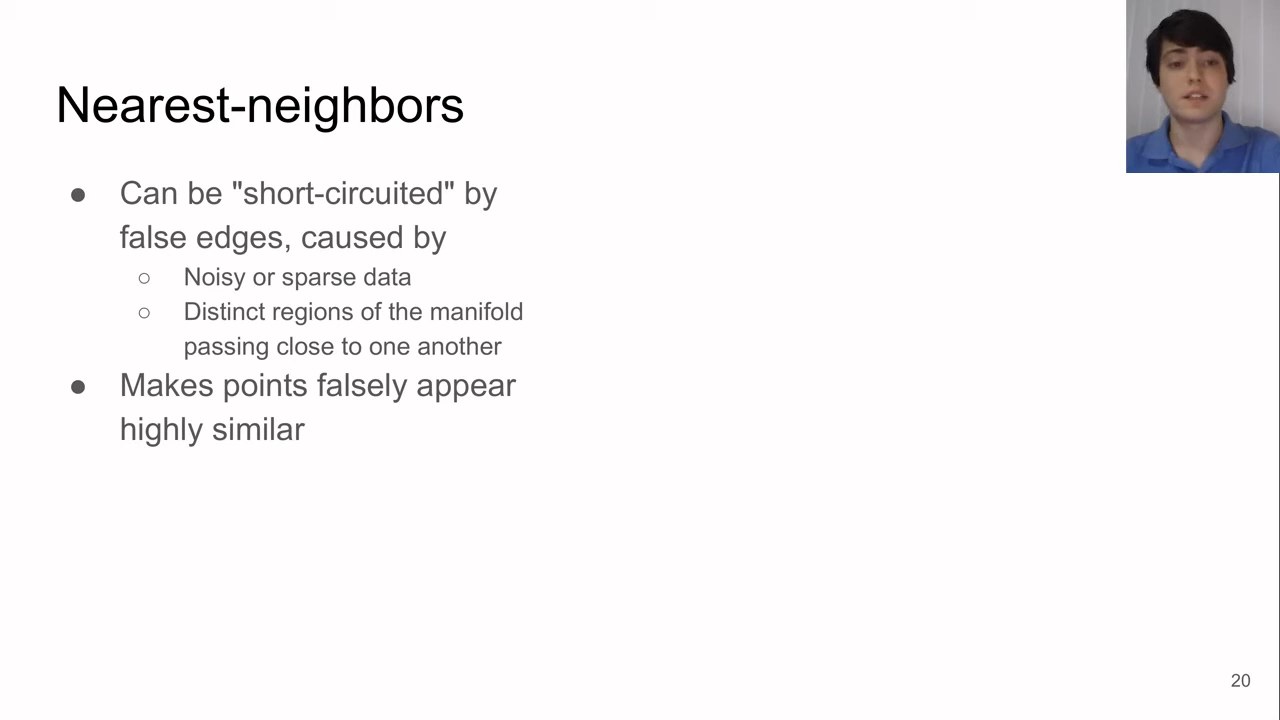 Nearest-neighbors
● Can be "short-circuited" by
false edges, caused by
○ Noisy or sparse data
○ Distinct regions of the manifold
passing close to one another
● Makes points falsely appear
highly similar
20